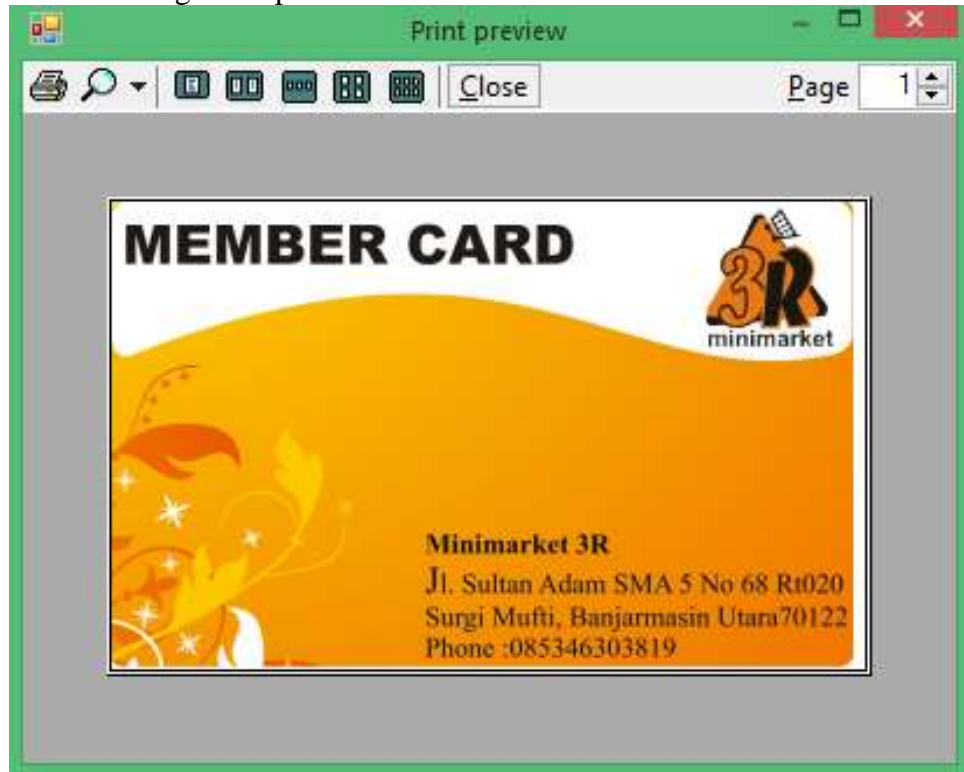 Print preview
Close
Page 1
MEMBER CARD
3R
minimarket
Minimarket 3R
Jl. Sultan Adam SMA 5 No 68 Rt020
Surgi Mufti, Banjarmasin Utara70122
Phone :085346303819